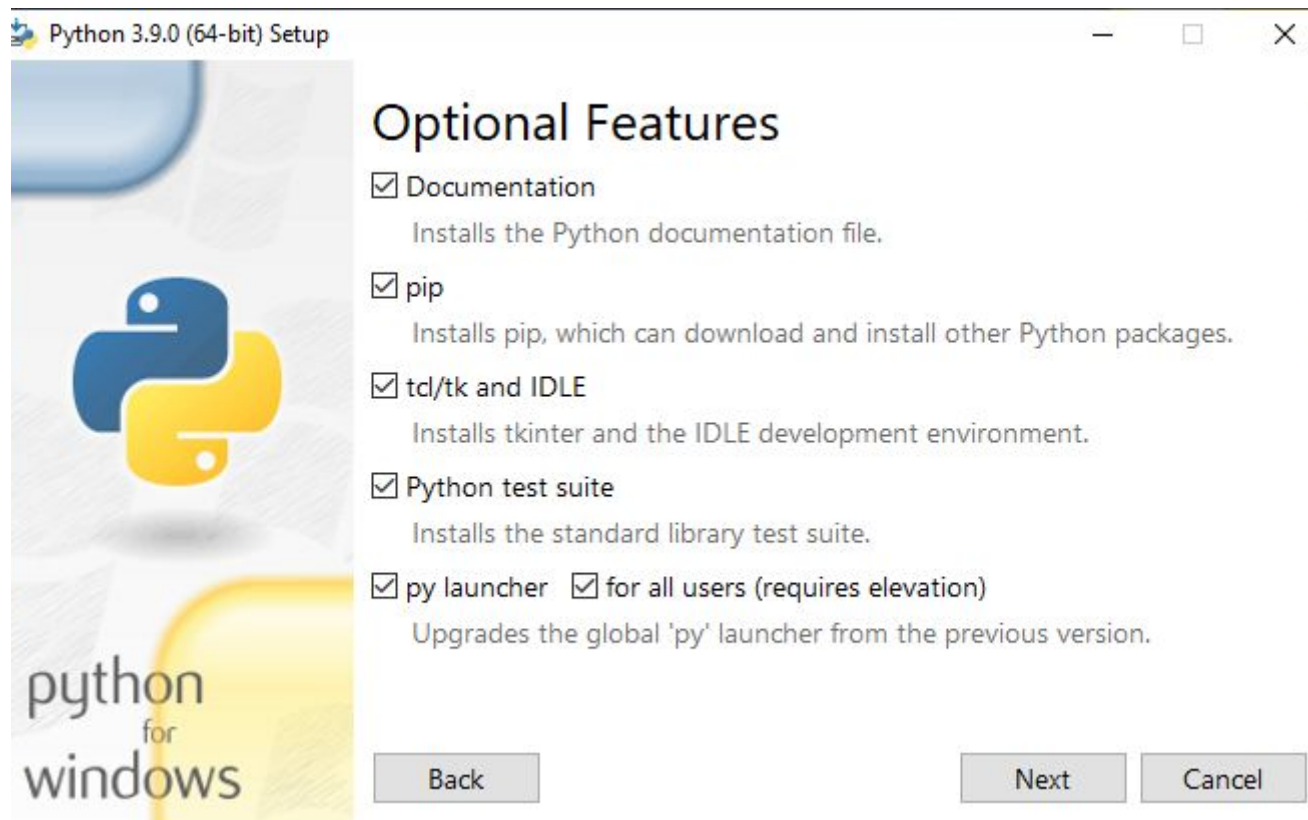 Python 3.9.0 (64-bit) Setup
Optional Features
Documentation
Installs the Python documentation file.
pip
Installs pip, which can download and install other Python packages.
tcl/tk and IDLE
Installs tkinter and the IDLE development environment.
Python test suite
Installs the standard library test suite.
py launcher for all users (requires elevation)
Upgrades the global 'py' launcher from the previous version.
python
for
windows
Back Next Cancel